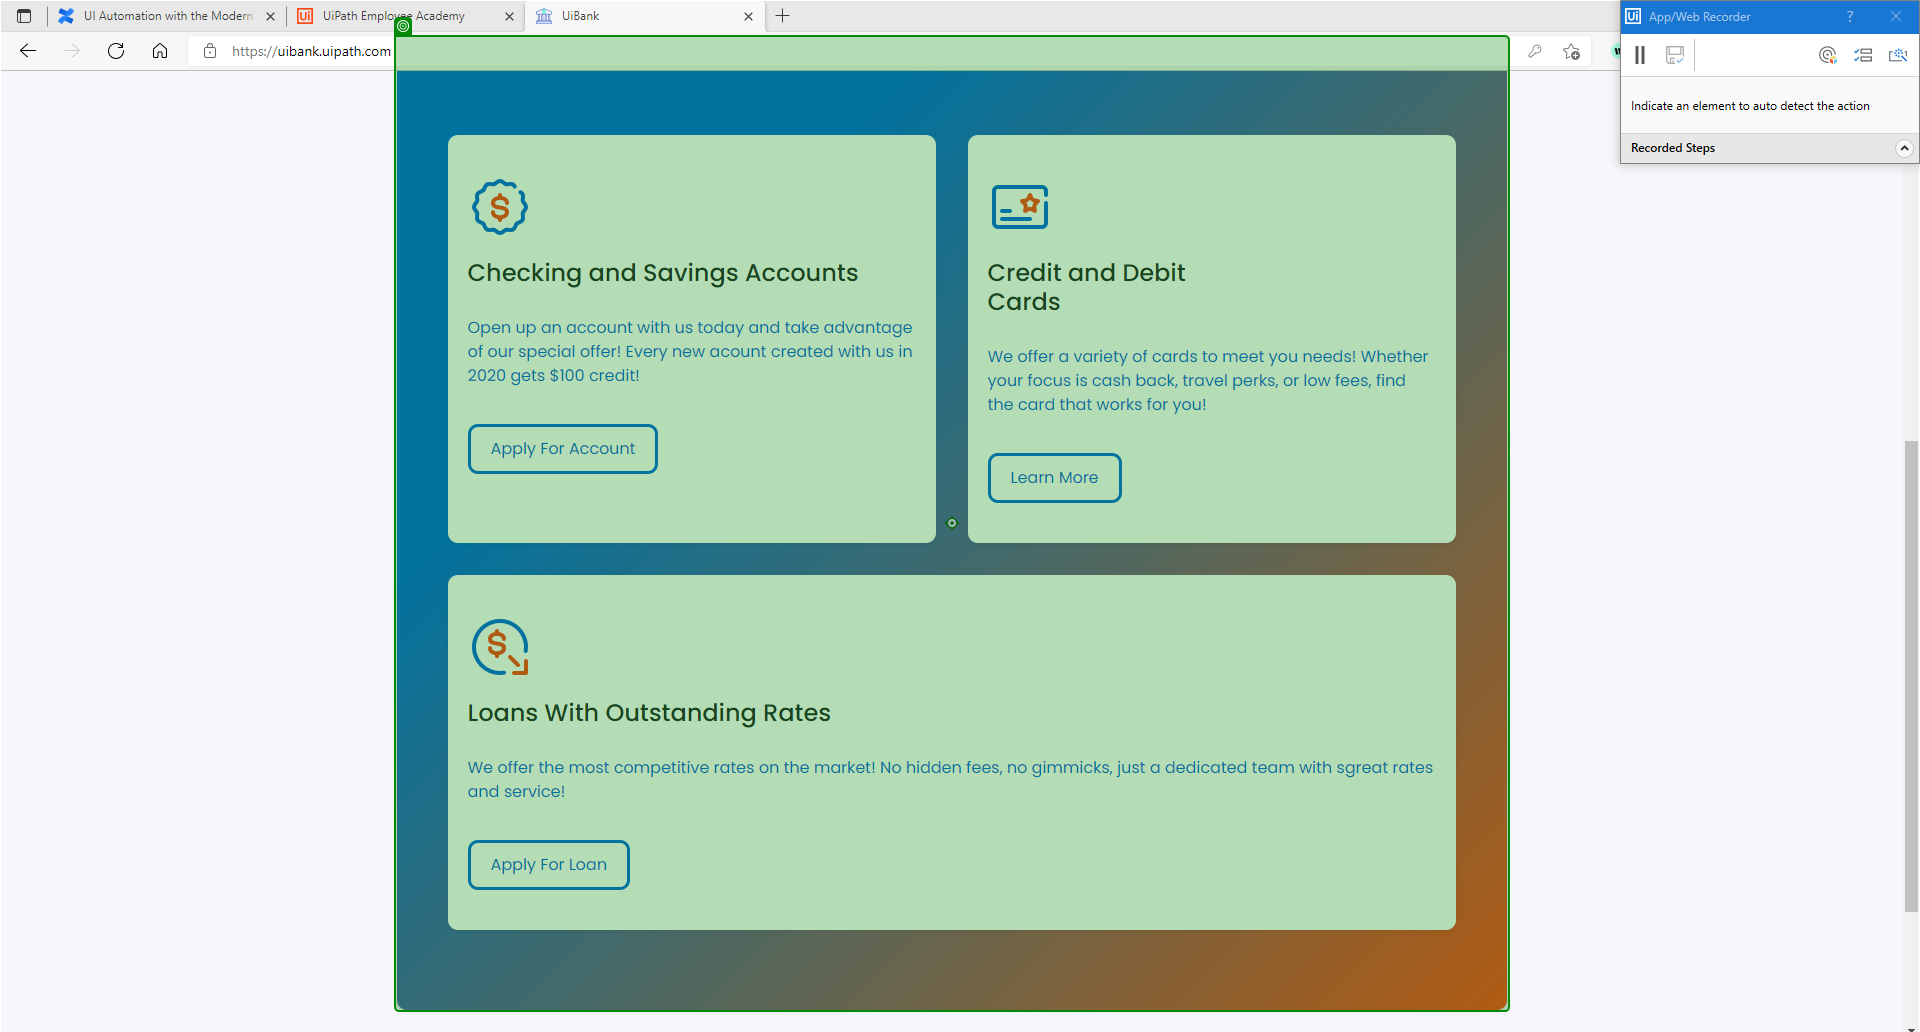 UI Automation with the Modern
UiPath Employee Academy
UiBank
Ui App/Web Recorder ?
https://uibank.uipath.com
Indicate an element to auto detect the action
Recorded Steps
Checking and Savings Accounts
Open up an account with us today and take advantage
of our special offer! Every new acount created with us in
2020 gets $100 credit!
Apply For Account
Credit and Debit
Cards
We offer a variety of cards to meet you needs! Whether
your focus is cash back, travel perks, or low fees, find
the card that works for you!
Learn More
Loans With Outstanding Rates
We offer the most competitive rates on the market! No hidden fees, no gimmicks, just a dedicated team with sgreat rates
and service!
Apply For Loan